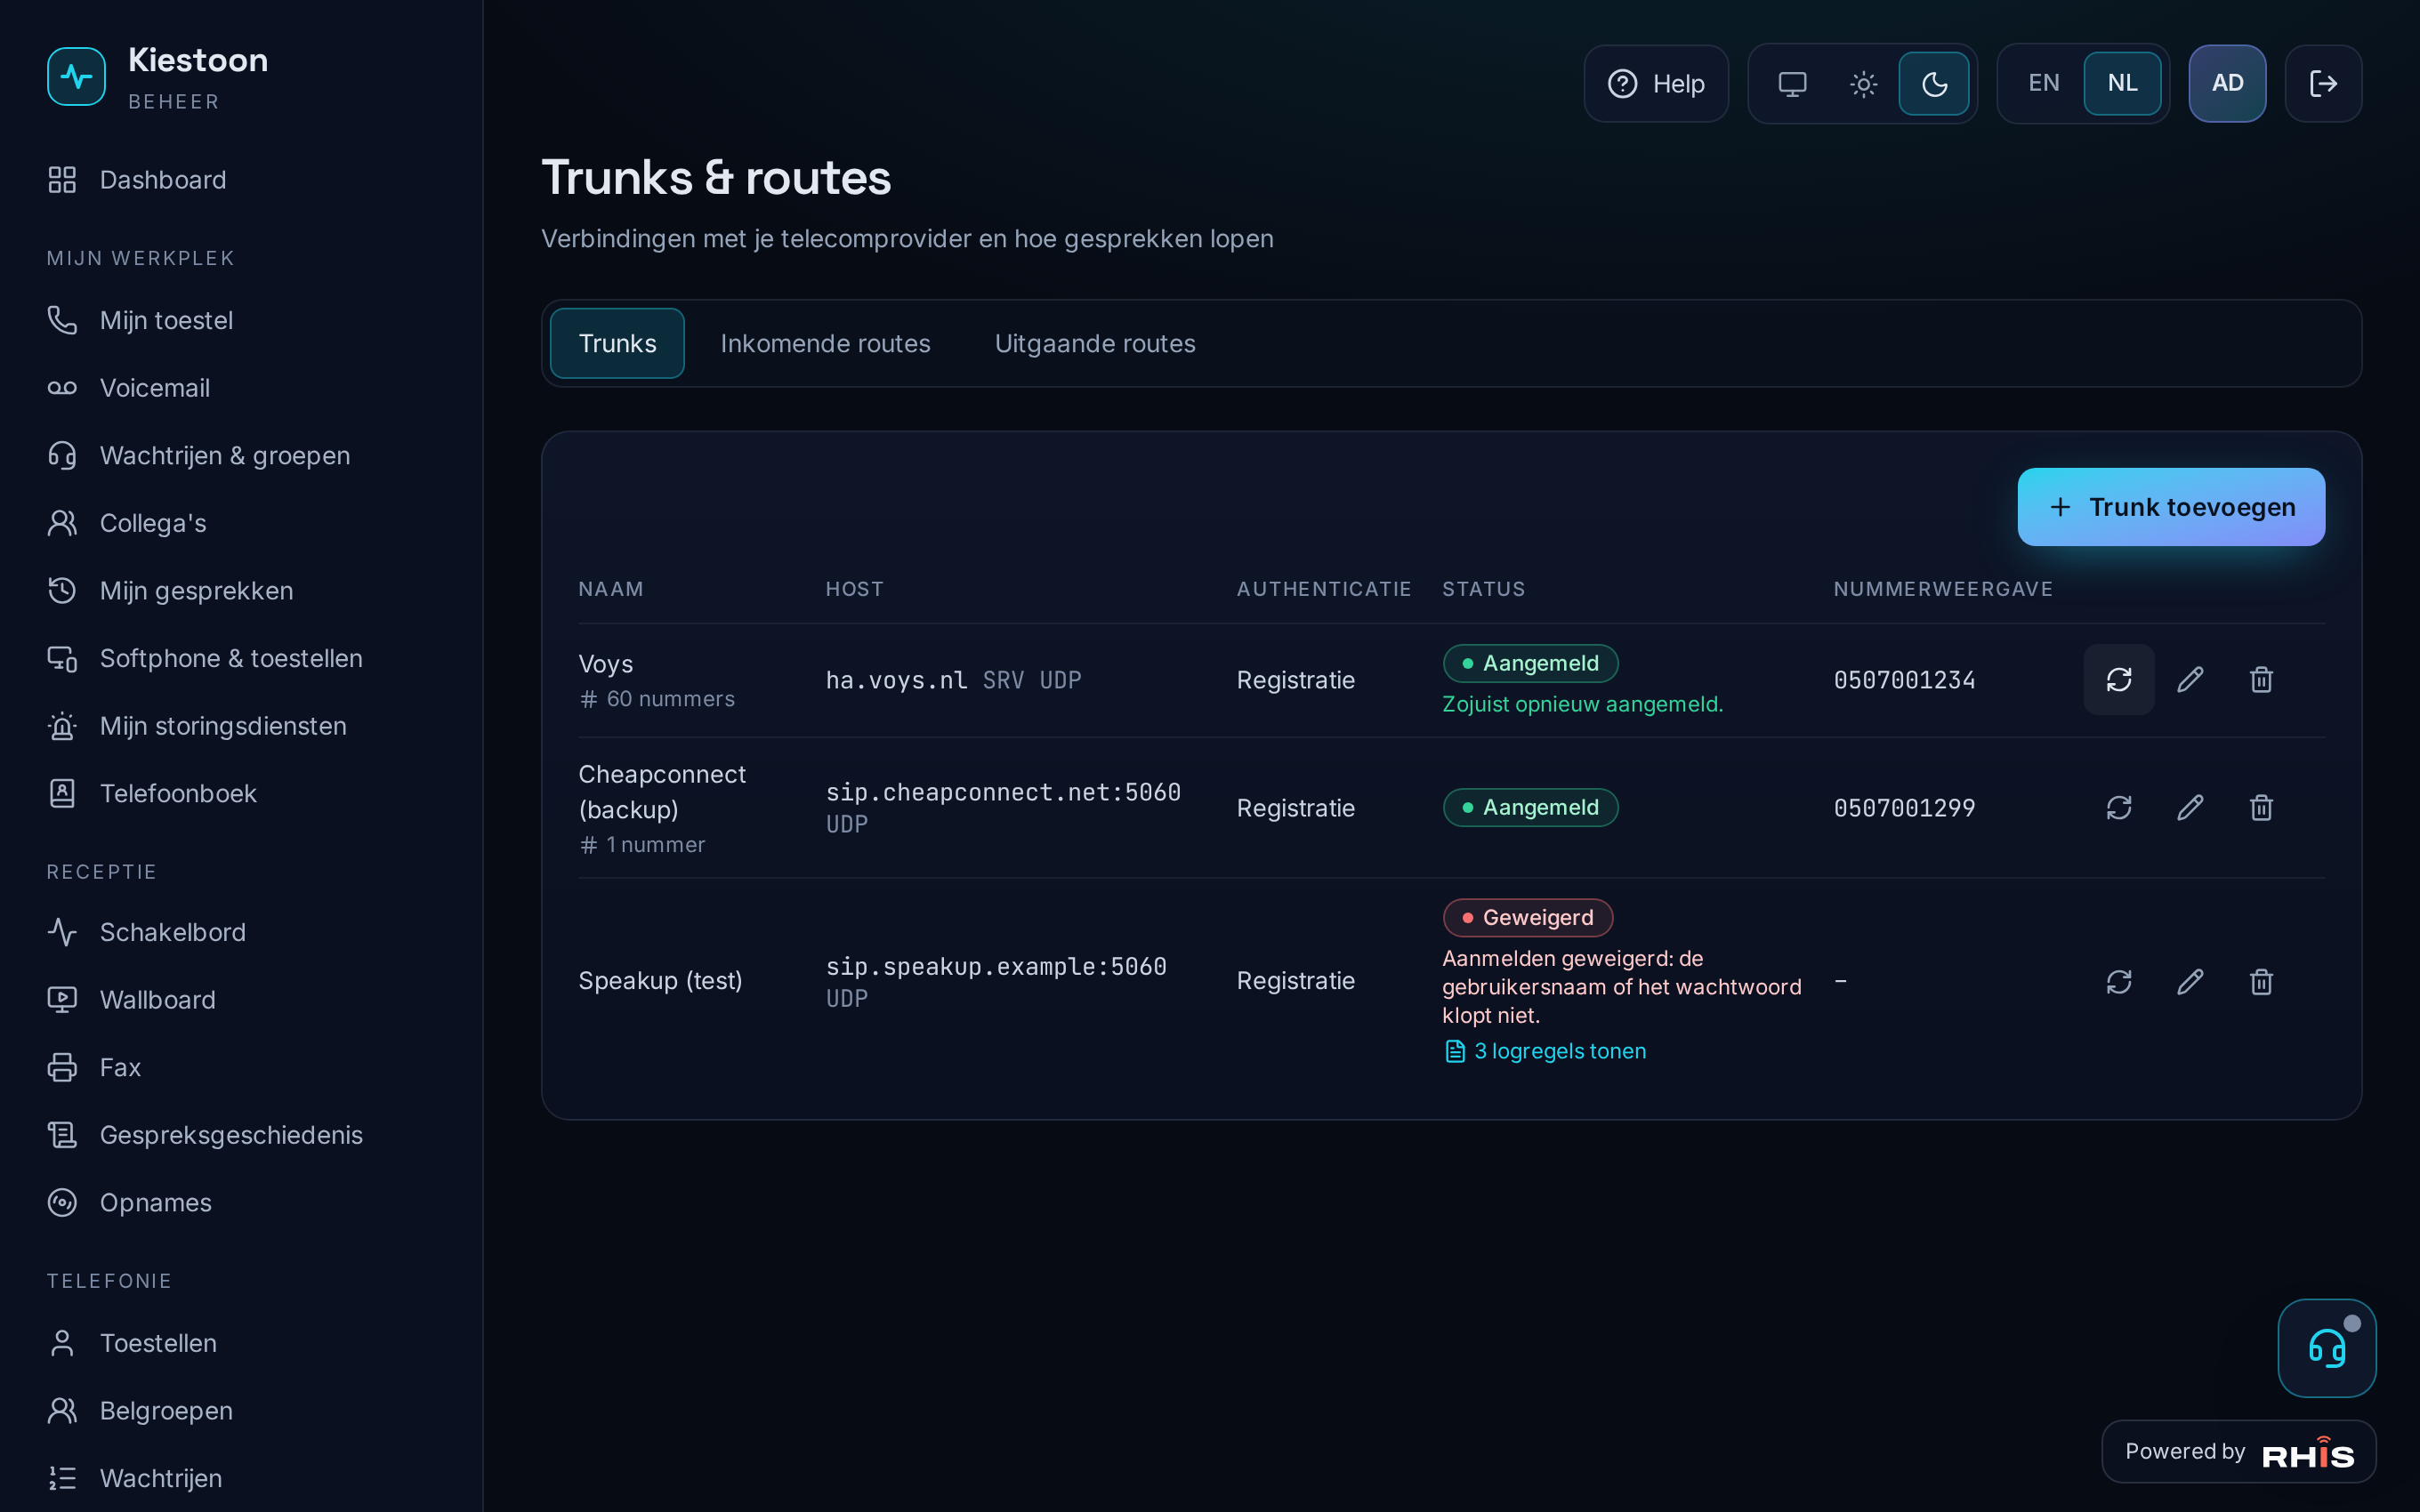 Kiestoon
BEHEER
Dashboard
MIJN WERKPLEK
Mijn toestel
Voicemail
Wachtrijen & groepen
Collega's
Mijn gesprekken
Softphone & toestellen
Mijn storingsdiensten
Telefoonboek
RECEPTIE
Schakelbord
Wallboard
Fax
Gespreksgeschiedenis
Opnames
TELEFONIE
Toestellen
Belgroepen
Wachtrijen
Help
EN NL
AD
Trunks & routes
Verbindingen met je telecomprovider en hoe gesprekken lopen
Trunks Inkomende routes Uitgaande routes
+ Trunk toevoegen
NAAM HOST AUTHENTICATIE STATUS NUMMERWEERGAVE
Voys
# 60 nummers
ha.voys.nl SRV UDP
Registratie
Aangemeld
Zojuist opnieuw aangemeld.
0507001234
Cheapconnect
(backup)
# 1 nummer
sip.cheapconnect.net:5060
UDP
Registratie
Aangemeld
0507001299
Speakup (test)
sip.speakup.example:5060
UDP
Registratie
Geweigerd
Aanmelden geweigerd: de
gebruikersnaam of het wachtwoord
klopt niet.
3 logregels tonen
–
Powered by RHIS